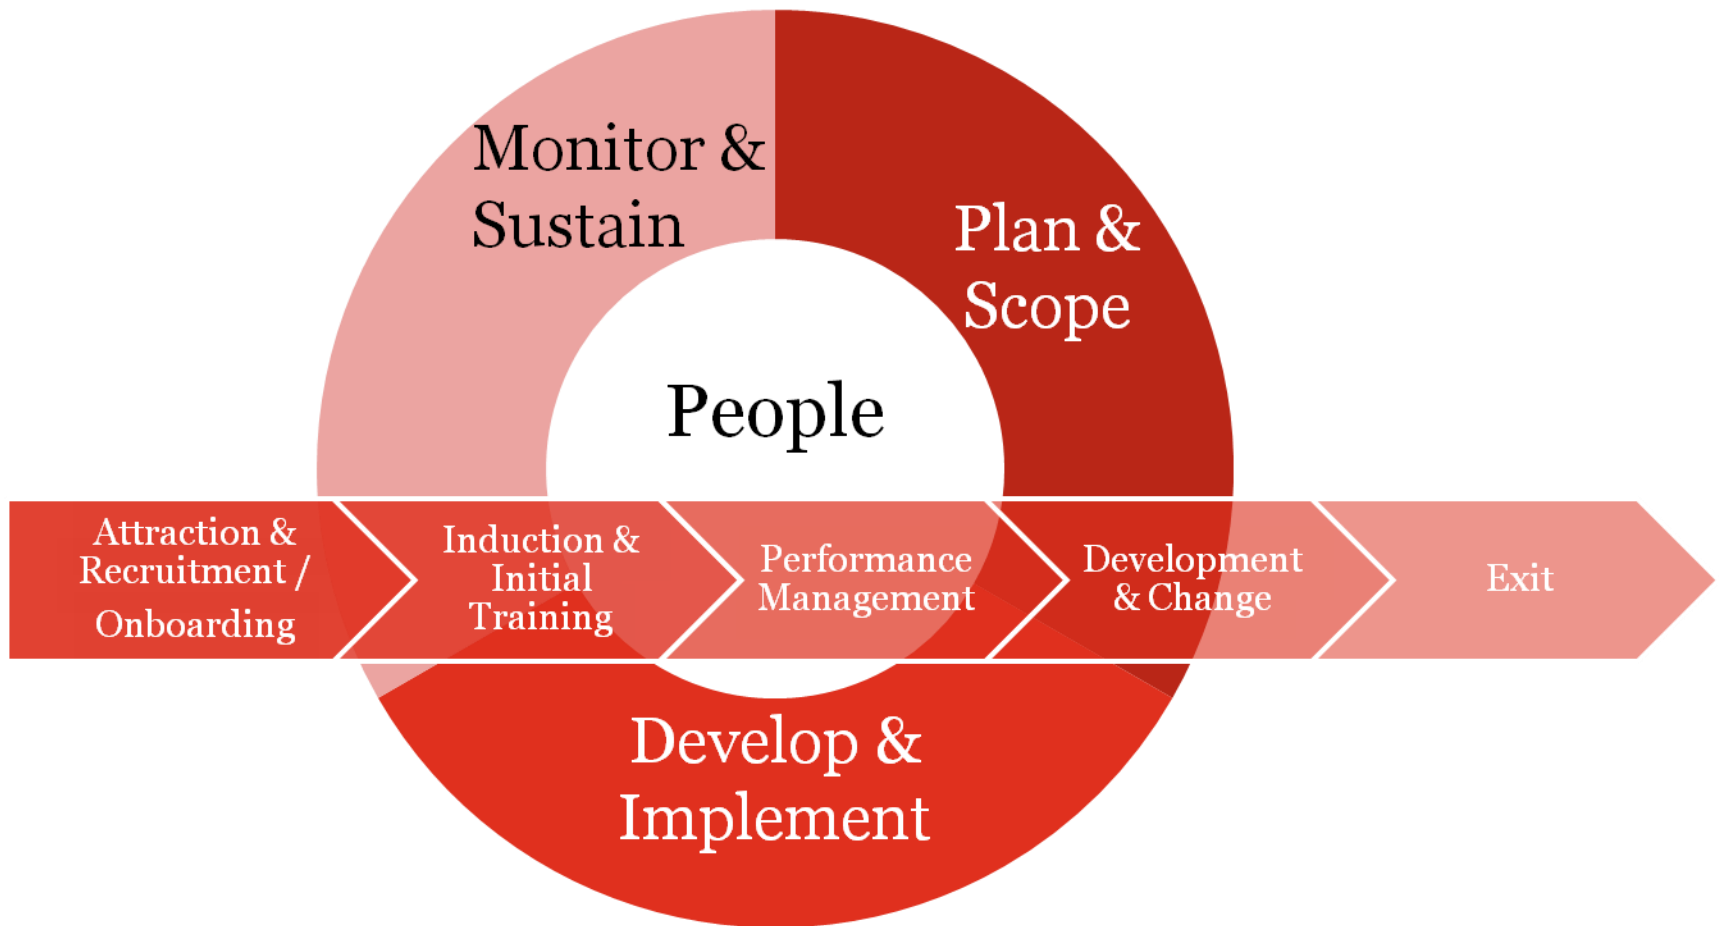 Monitor &
Sustain
Plan &
Scope
People
Attraction &
Recruitment /
Onboarding
Induction &
Initial
Training
Performance
Management
Development
& Change
Exit
Develop &
Implement